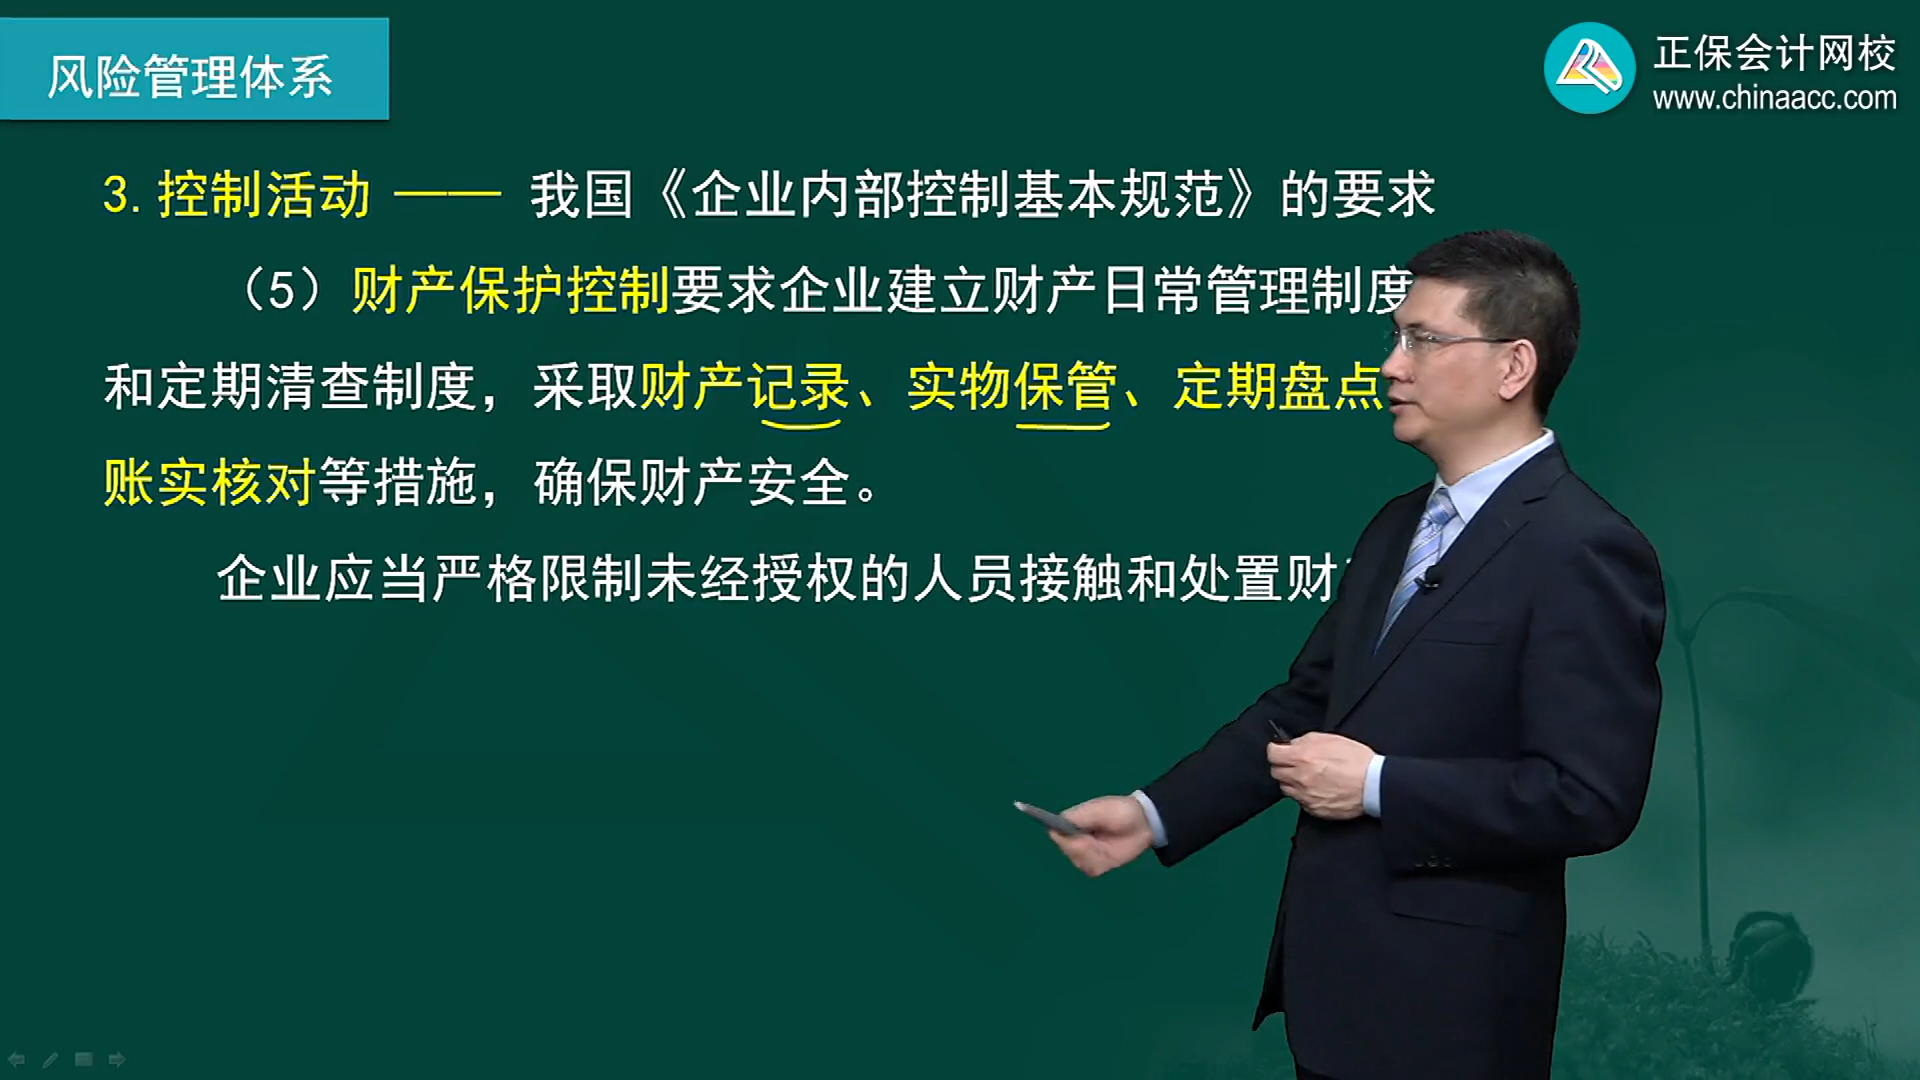 风险管理体系
正保会计网校
www.chinaacc.com
3. 控制活动 —— 我国《企业内部控制基本规范》的要求
（5）财产保护控制要求企业建立财产日常管理制度
和定期清查制度，采取财产记录、实物保管、定期盘点
账实核对等措施，确保财产安全。
企业应当严格限制未经授权的人员接触和处置财